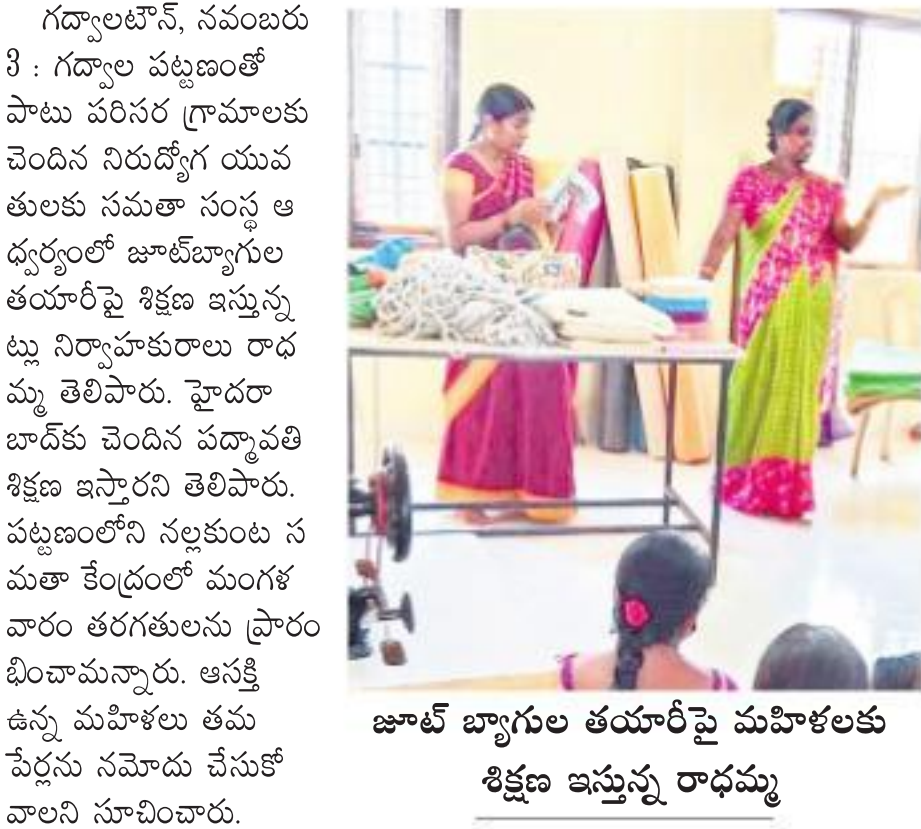 గద్వాలటౌన్, నవంబరు
3 : గద్వాల పట్టణంతో
పాటు పరిసర గ్రామాలకు
చెందిన నిరుద్యోగ యువ
తులకు సమతా సంస్థ ఆ
ధ్వర్యంలో జూట్‌బ్యాగుల
తయారీపై శిక్షణ ఇస్తున్న
ట్లు నిర్వాహకురాలు రాధ
మ్మ తెలిపారు. హైదరా
బాద్‌కు చెందిన పద్మావతి
శిక్షణ ఇస్తారని తెలిపారు.
పట్టణంలోని నల్లకుంట స
మతా కేంద్రంలో మంగళ
వారం తరగతులను ప్రారం
భించామన్నారు. ఆసక్తి
ఉన్న మహిళలు తమ
పేర్లను నమోదు చేసుకో
వాలని సూచించారు.
జూట్ బ్యాగుల తయారీపై మహిళలకు
శిక్షణ ఇస్తున్న రాధమ్మ